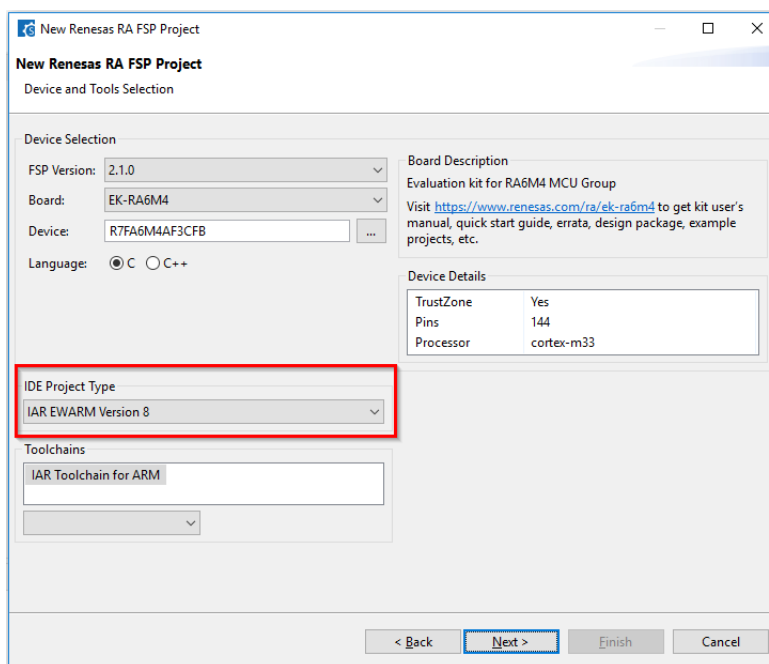 New Renesas RA FSP Project
New Renesas RA FSP Project
Device and Tools Selection
Device Selection
FSP Version: 2.1.0
Board: EK-RA6M4
Device: R7FA6M4AF3CFB ...
Language: C C++
Board Description
Evaluation kit for RA6M4 MCU Group
Visit https://www.renesas.com/ra/ek-ra6m4 to get kit user's
manual, quick start guide, errata, design package, example
projects, etc.
Device Details
TrustZone Yes
Pins 144
Processor cortex-m33
IDE Project Type
IAR EWARM Version 8
Toolchains
IAR Toolchain for ARM
< Back Next > Finish Cancel